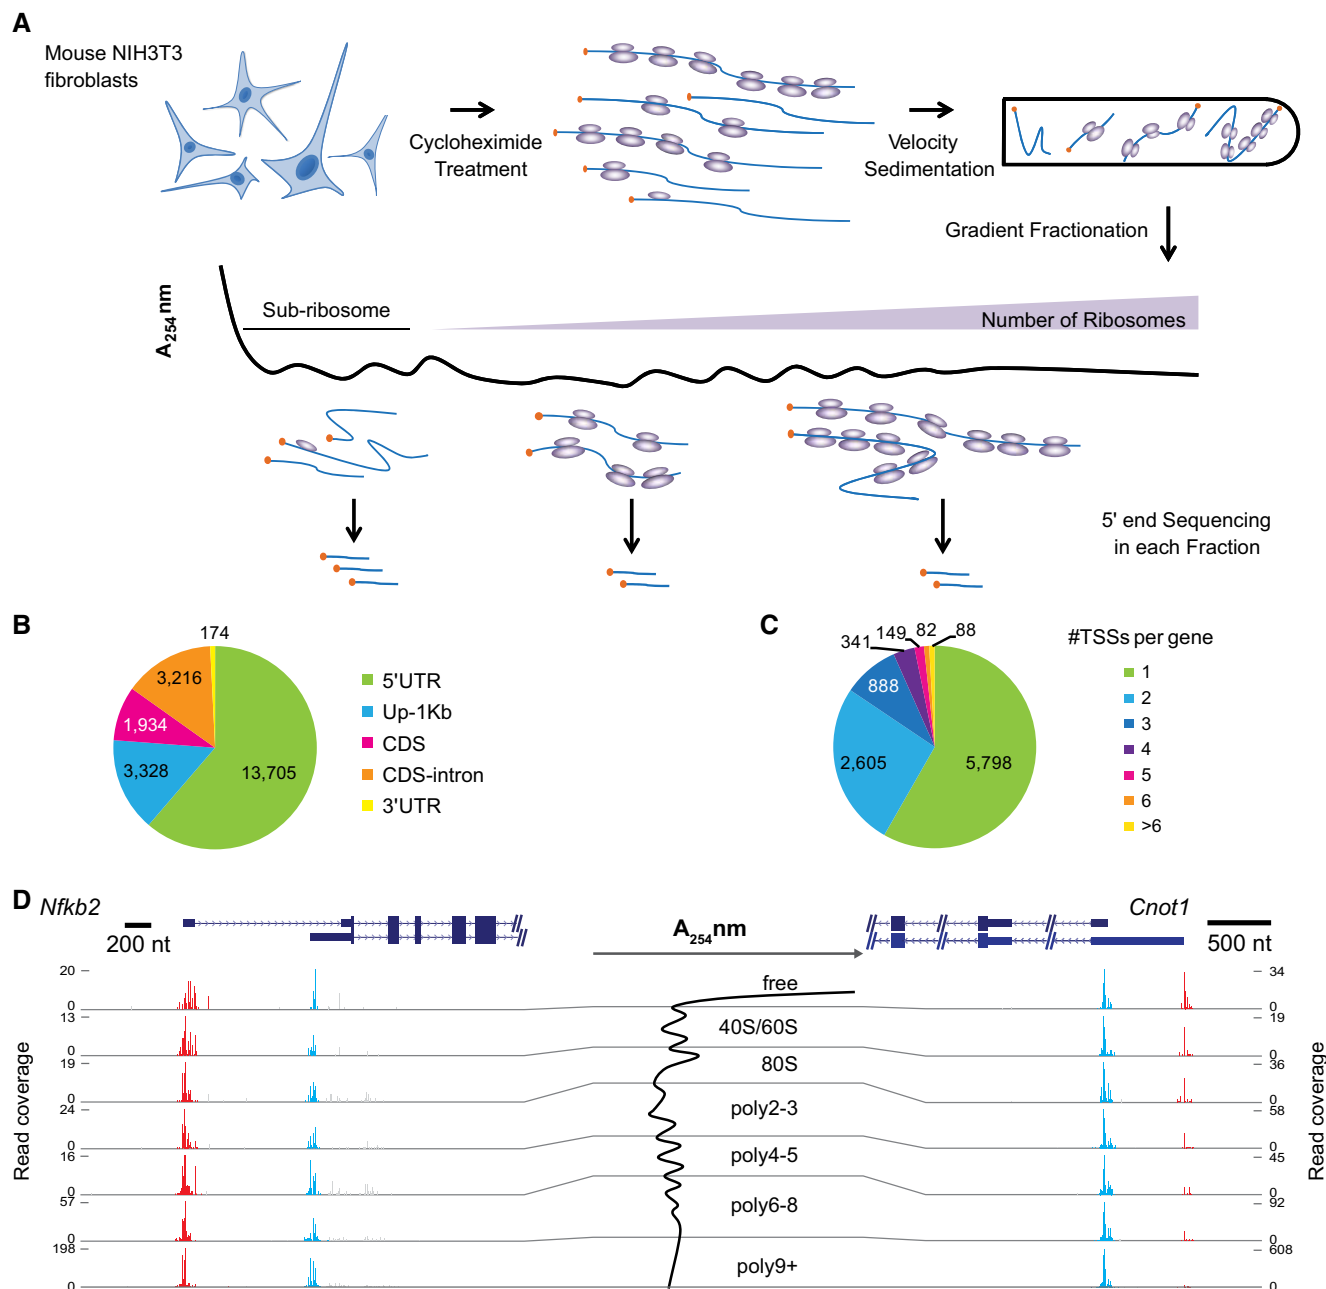 A
Mouse NIH3T3
fibroblasts
Cycloheximide
Treatment
Velocity
Sedimentation
Gradient Fractionation
A254nm
Sub-ribosome
Number of Ribosomes
5' end Sequencing
in each Fraction
B
174
3,216
1,934
3,328
13,705
5'UTR
Up-1Kb
CDS
CDS-intron
3'UTR
C
341
149
82
88
888
2,605
5,798
#TSSs per gene
1
2
3
4
5
6
>6
D
Nfkb2
200 nt
A254nm
Cnot1
500 nt
Read coverage
20
0
13
0
19
0
24
0
16
0
57
0
198
0
free
40S/60S
80S
poly2-3
poly4-5
poly6-8
poly9+
34
0
19
0
36
0
58
0
45
0
92
0
608
0
Read coverage